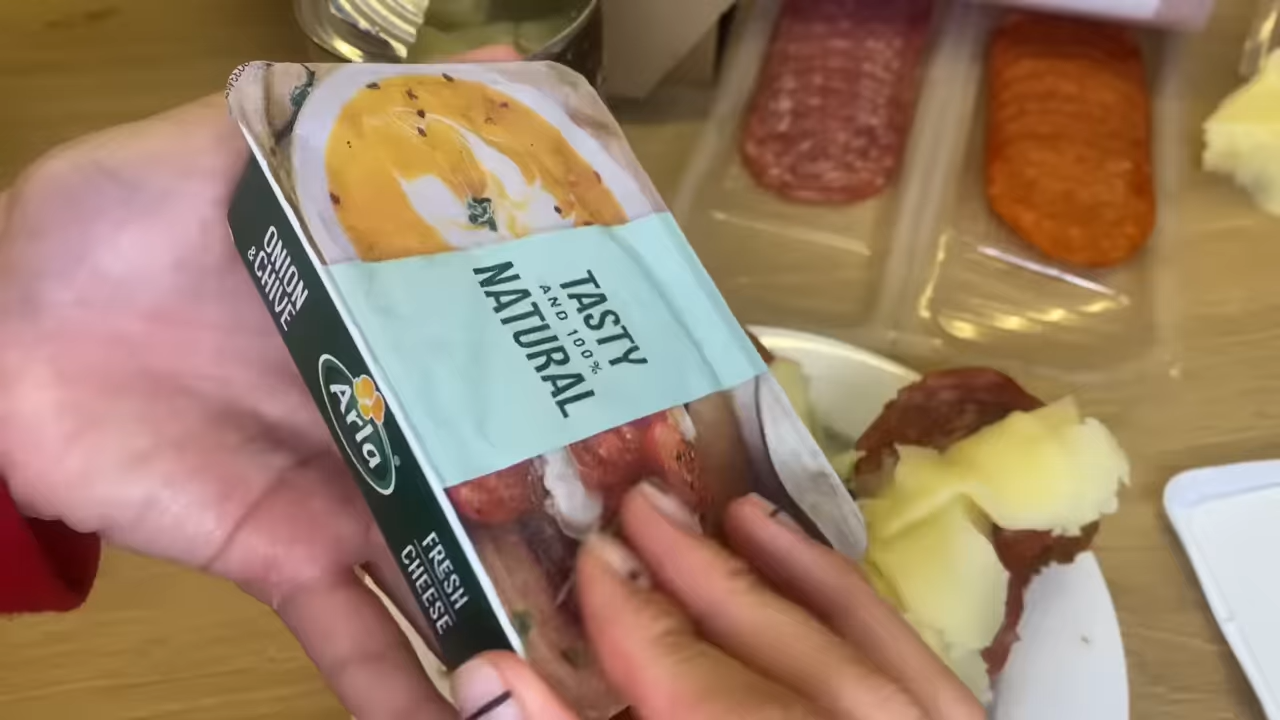 TASTY
AND 100%
NATURAL
ONION
& CHIVE
Arla®
FRESH
CHEESE